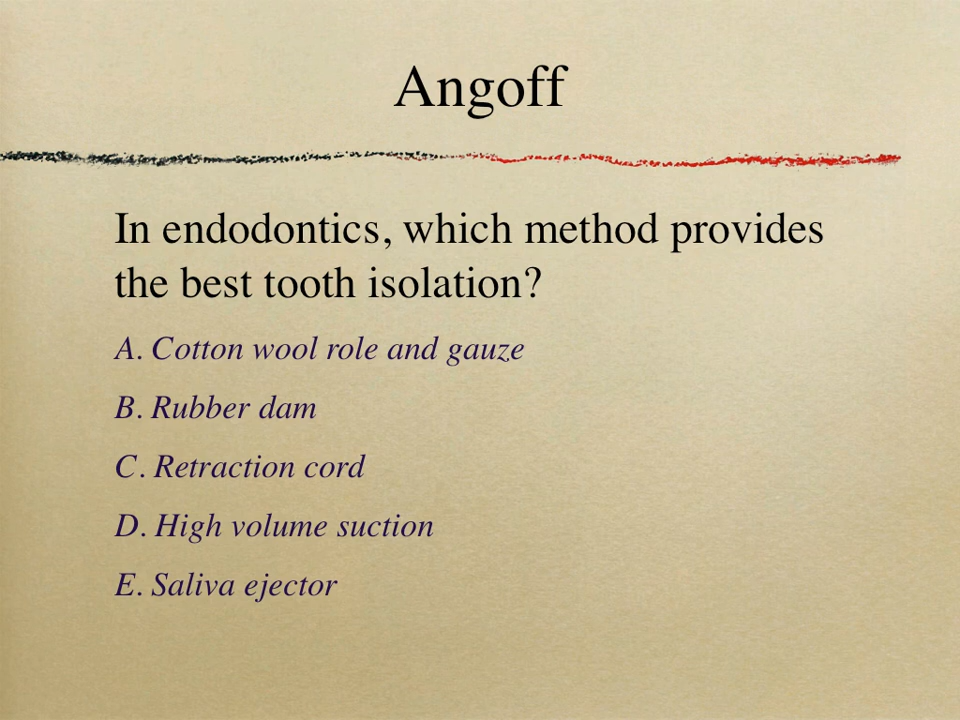 Angoff
In endodontics, which method provides
the best tooth isolation?
A. Cotton wool role and gauze
B. Rubber dam
C. Retraction cord
D. High volume suction
E. Saliva ejector